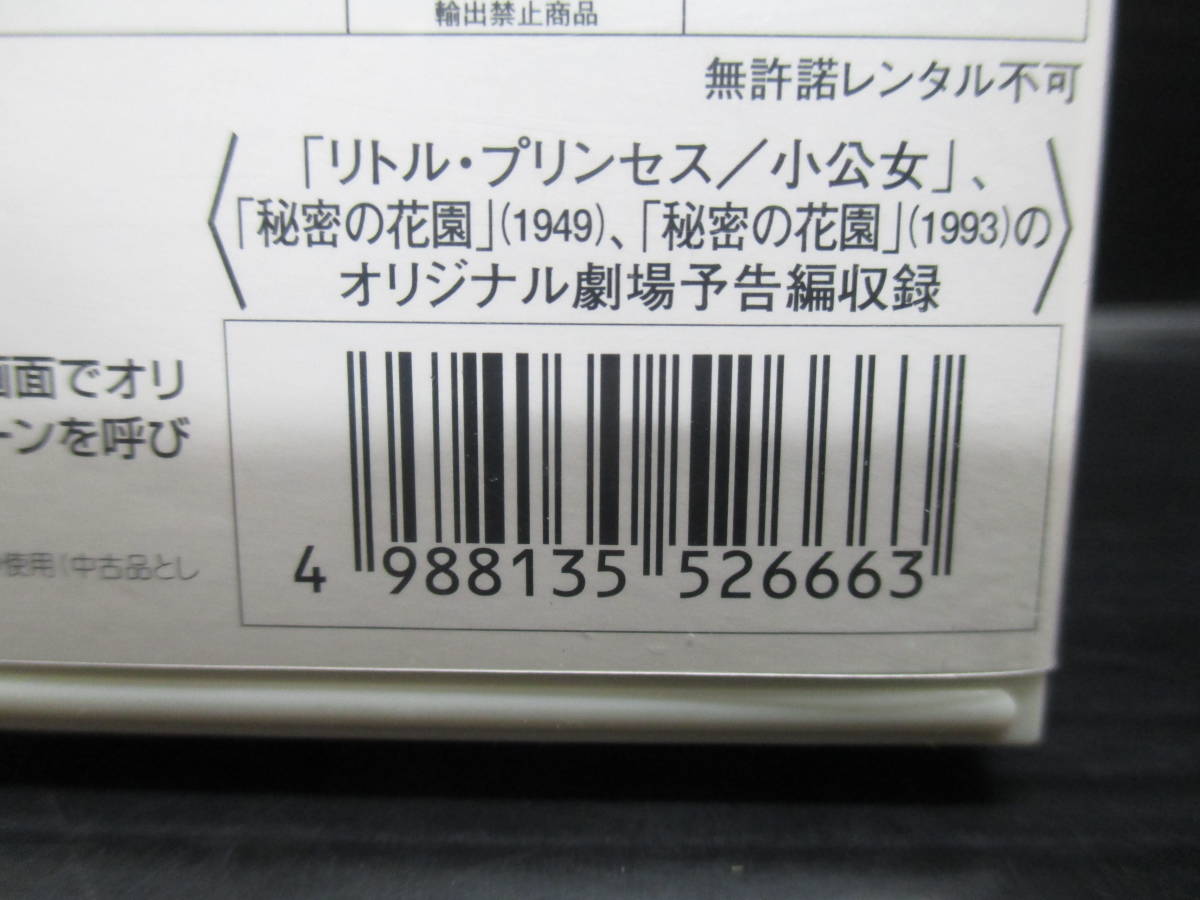 輸出禁止商品
無許諾レンタル不可
「リトル・プリンセス／小公女」、
「秘密の花園」(1949)、「秘密の花園」(1993)の
オリジナル劇場予告編収録
画面でオリ
ーンを呼び
使用（中古品とし
4 988135 526663